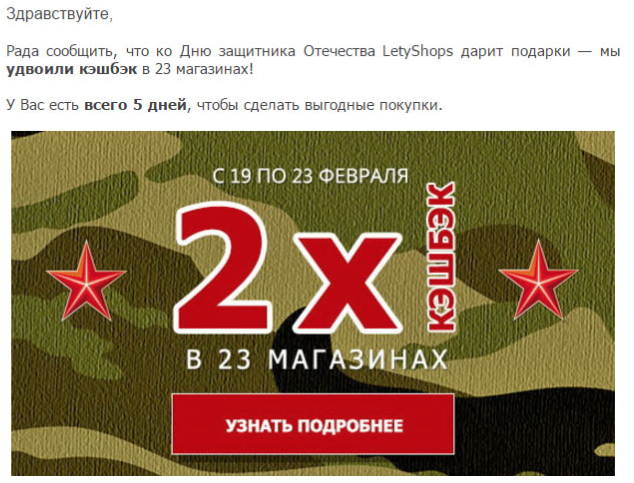 Здравствуйте,
Рада сообщить, что ко Дню защитника Отечества LetyShops дарит подарки — мы
удвоили кэшбэк в 23 магазинах!
У Вас есть всего 5 дней, чтобы сделать выгодные покупки.
С 19 ПО 23 ФЕВРАЛЯ
2х КЭШБЭК
В 23 МАГАЗИНАХ
УЗНАТЬ ПОДРОБНЕЕ